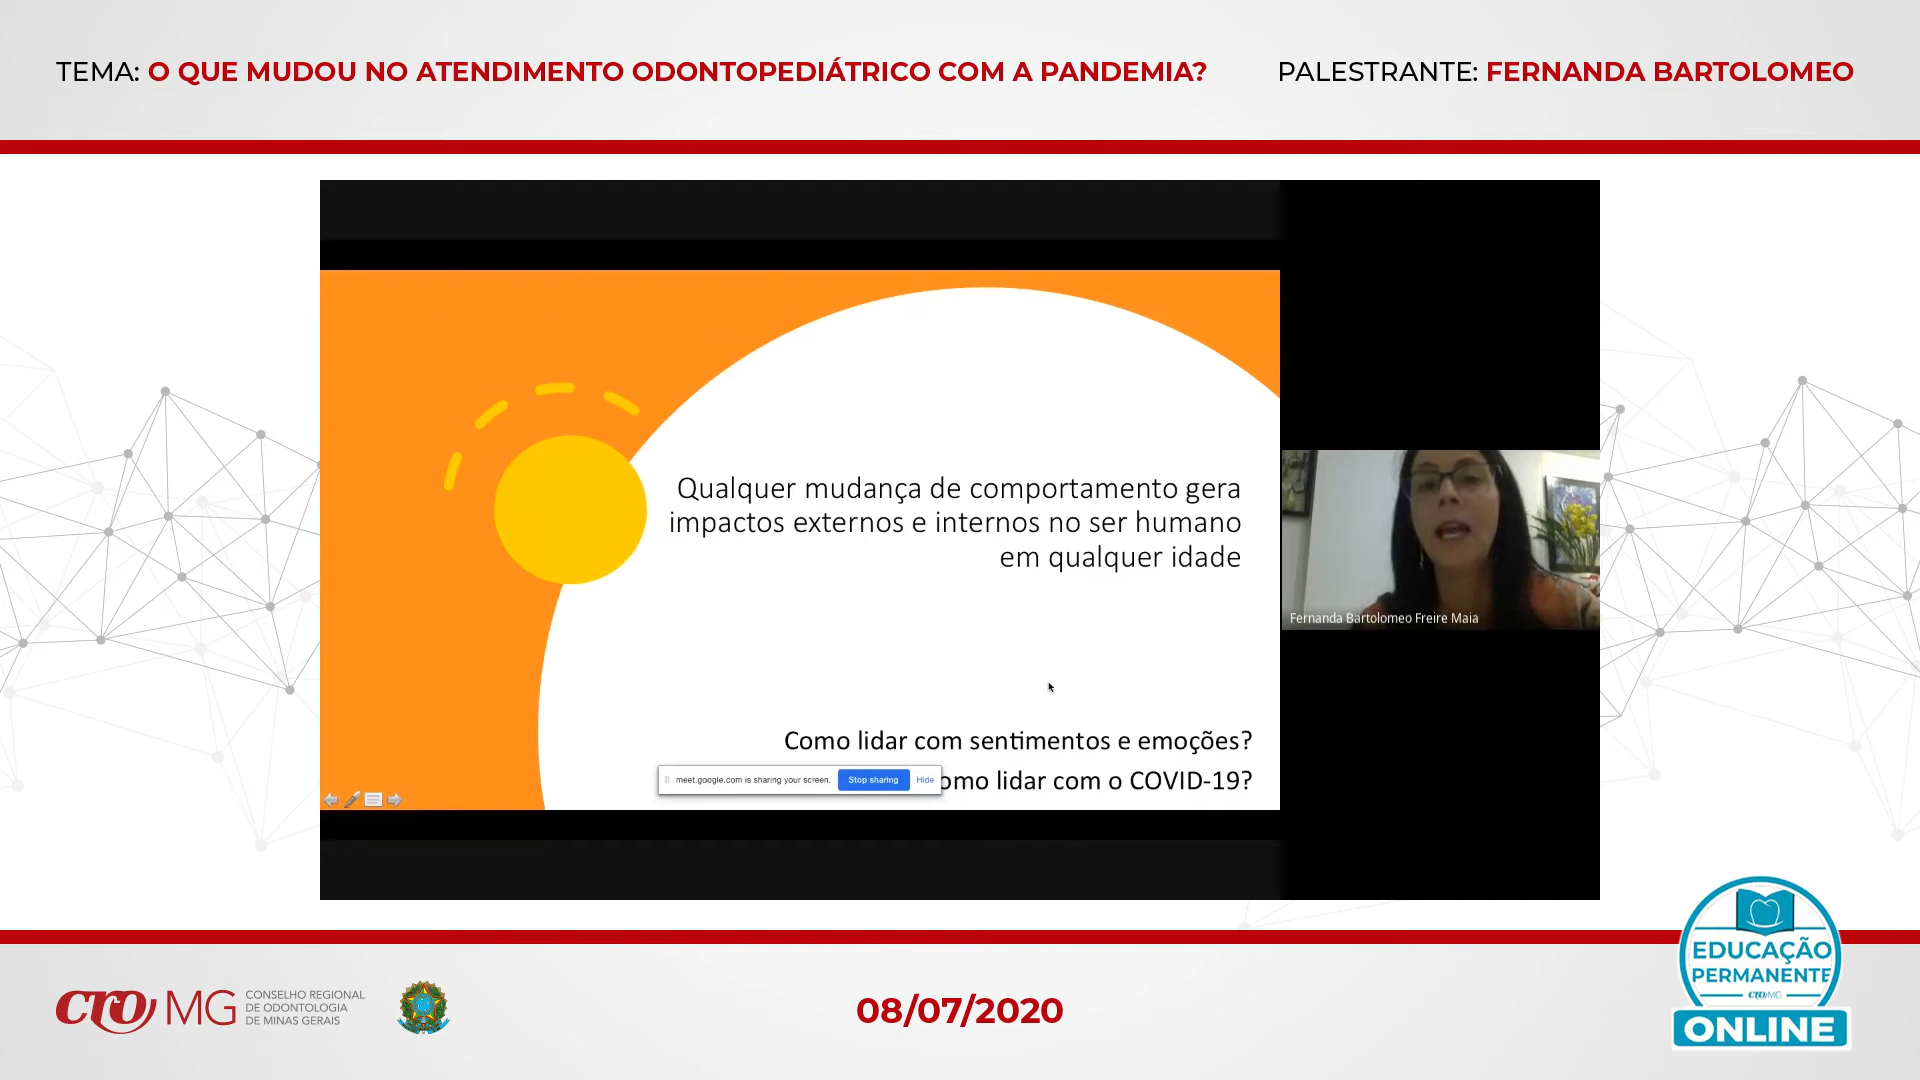 TEMA: O QUE MUDOU NO ATENDIMENTO ODONTOPEDIÁTRICO COM A PANDEMIA?
PALESTRANTE: FERNANDA BARTOLOMEO
Qualquer mudança de comportamento gera
impactos externos e internos no ser humano
em qualquer idade
Fernanda Bartolomeo Freire Maia
Como lidar com sentimentos e emoções?
meet.google.com is sharing your screen. Stop sharing Hide
omo lidar com o COVID-19?
CRO MG
CONSELHO REGIONAL
DE ODONTOLOGIA
DE MINAS GERAIS
08/07/2020
EDUCAÇÃO
PERMANENTE
CRO MG
ONLINE